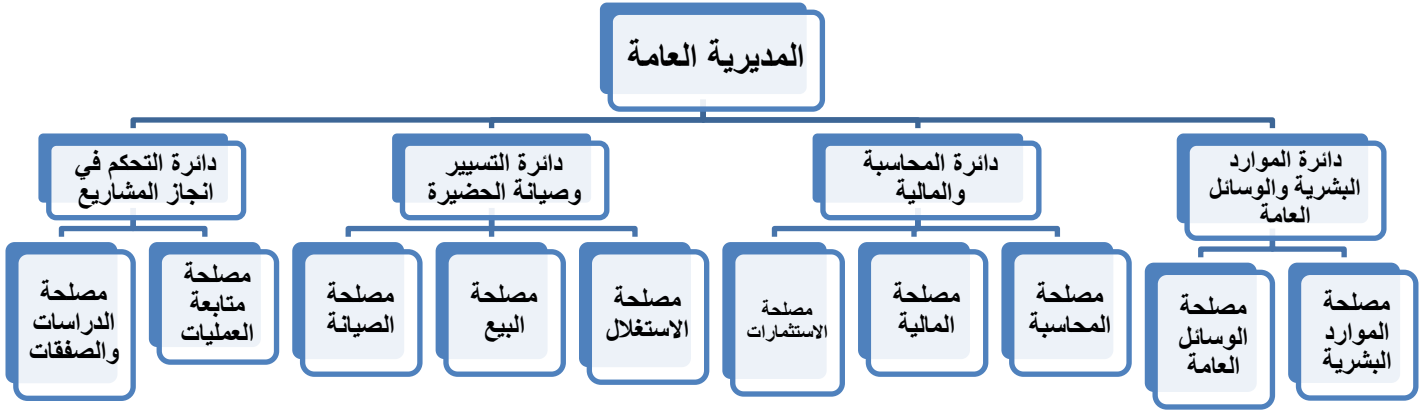 المديرية العامة
دائرة الموارد
البشرية والوسائل
العامة
دائرة المحاسبة
والمالية
دائرة التسيير
وصيانة الحضيرة
دائرة التحكم في
انجاز المشاريع
مصلحة
الموارد
البشرية
مصلحة
الوسائل
العامة
مصلحة
المحاسبة
مصلحة
المالية
مصلحة
الاستثمارات
مصلحة
الاستغلال
مصلحة
البيع
مصلحة
الصيانة
مصلحة
متابعة
العمليات
مصلحة
الدراسات
والصفقات